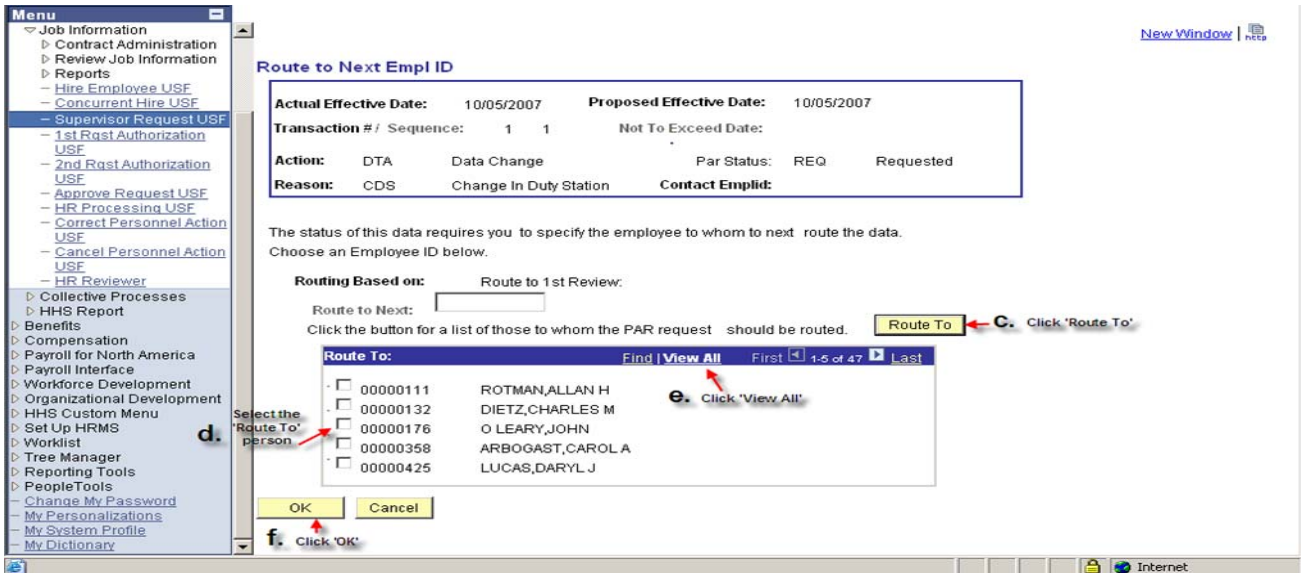 Menu
Job Information
Contract Administration
Review Job Information
Reports
Hire Employee USF
Concurrent Hire USF
Supervisor Request USF
1st Rqst Authorization
USF
2nd Rqst Authorization
USF
Approve Request USF
HR Processing USF
Correct Personnel Action
USF
Cancel Personnel Action
USF
HR Reviewer
Collective Processes
HHS Report
Benefits
Compensation
Payroll for North America
Payroll Interface
Workforce Development
Organizational Development
HHS Custom Menu
Set Up HRMS
Worklist
Tree Manager
Reporting Tools
PeopleTools
Change My Password
My Personalizations
My System Profile
My Dictionary
New Window | http
Route to Next Empl ID
Actual Effective Date: 10/05/2007 Proposed Effective Date: 10/05/2007
Transaction # / Sequence: 1 1 Not To Exceed Date:
Action: DTA Data Change Par Status: REQ Requested
Reason: CDS Change In Duty Station Contact Emplid:
The status of this data requires you to specify the employee to whom to next route the data.
Choose an Employee ID below.
Routing Based on: Route to 1st Review:
Route to Next:
Click the button for a list of those to whom the PAR request should be routed. Route To C. Click 'Route To'
Route To: Find | View All First 1-5 of 47 Last
00000111 ROTMAN,ALLAN H
e. Click 'View All'
00000132 DIETZ,CHARLES M
d. Select the 'Route To' person
00000176 O LEARY,JOHN
00000358 ARBOGAST,CAROL A
00000425 LUCAS,DARYL J
OK Cancel
f. Click 'OK'
Internet